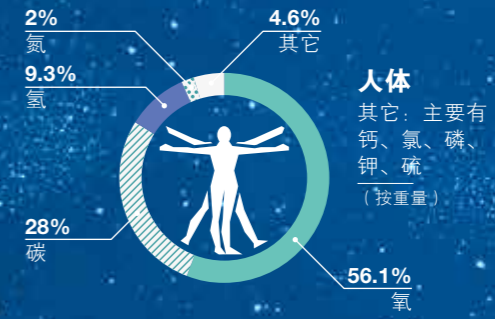 2%
氮
4.6%
其它
9.3%
氢
人体
其它：主要有
钙、氯、磷、
钾、硫
（按重量）
28%
碳
56.1%
氧